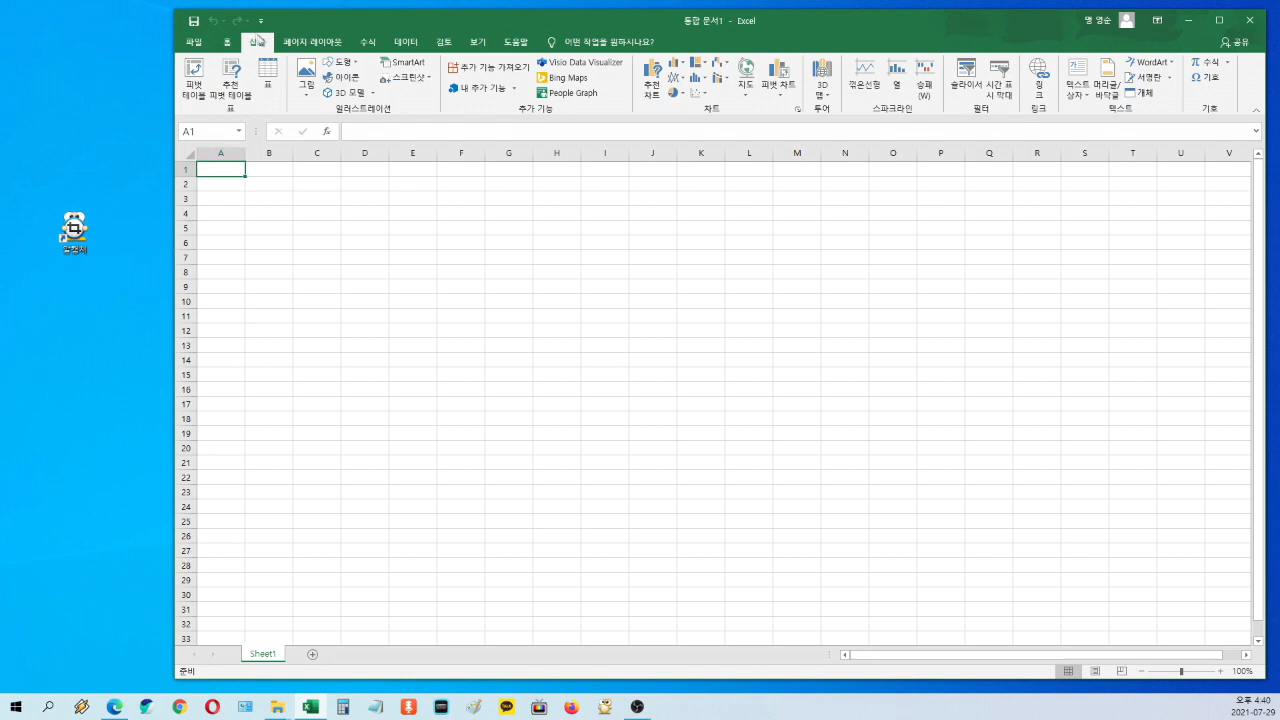 통합 문서1 - Excel
명 영순
파일 홈 삽입 페이지 레이아웃 수식 데이터 검토 보기 도움말 어떤 작업을 원하시나요? 공유
피벗 테이블
추천 피벗 테이블
표
표
그림
도형
아이콘
3D 모델
SmartArt
스크린샷
일러스트레이션
추가 기능 가져오기
내 추가 기능
Visio Data Visualizer
Bing Maps
People Graph
추가 기능
추천 차트
지도
피벗 차트
차트
3D 맵
투어
꺾은선형
열
승패 (W)
스파크라인
슬라이서
시간 표시 막대
필터
링크
링크
텍스트 상자
머리글/바닥글
WordArt
서명란
개체
텍스트
수식
기호
기호
A1
fx
A B C D E F G H I J K L M N O P Q R S T U V
1
2
3
4
5
6
7
8
9
10
11
12
13
14
15
16
17
18
19
20
21
22
23
24
25
26
27
28
29
30
31
32
33
Sheet1
준비
100%
오후 4:40
2021-07-29